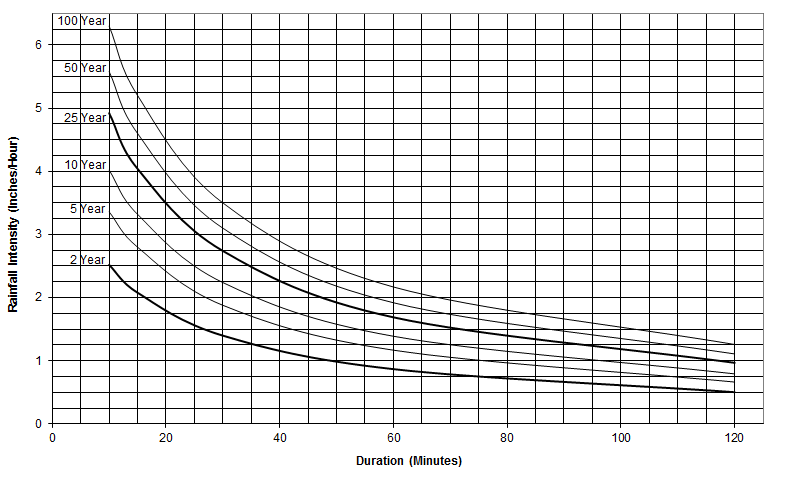 100 Year
6
50 Year
5
25 Year
4
10 Year
5 Year
3
2 Year
2
1
0
0 20 40 60 80 100 120
Duration (Minutes)
Rainfall Intensity (Inches/Hour)